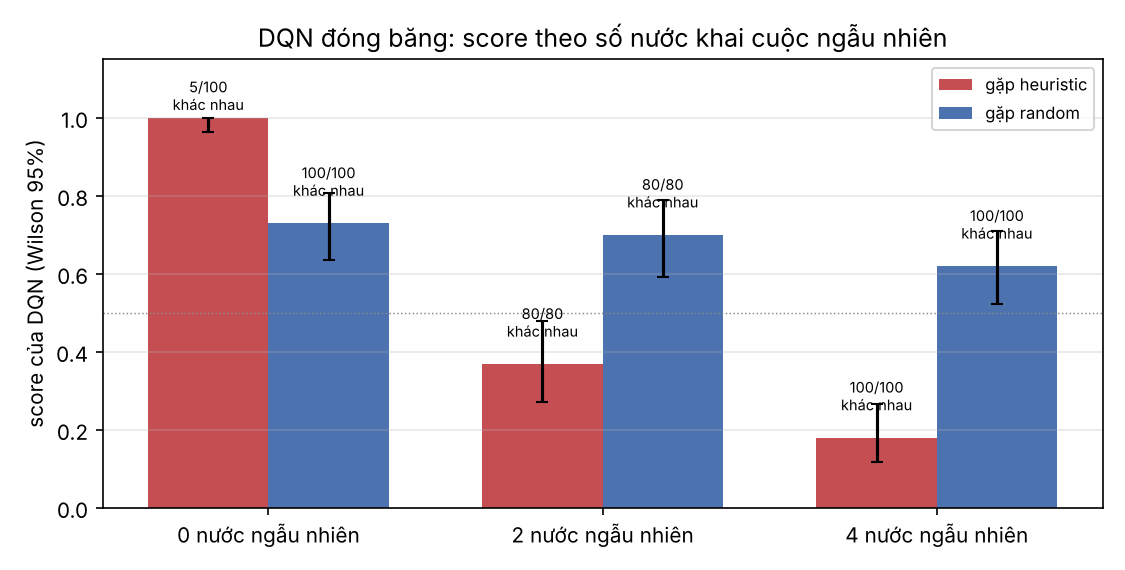 DQN đóng băng: score theo số nước khai cuộc ngẫu nhiên
score của DQN (Wilson 95%)
1.0
0.8
0.6
0.4
0.2
0.0
5/100
khác nhau
100/100
khác nhau
80/80
khác nhau
80/80
khác nhau
100/100
khác nhau
100/100
khác nhau
gặp heuristic
gặp random
0 nước ngẫu nhiên
2 nước ngẫu nhiên
4 nước ngẫu nhiên